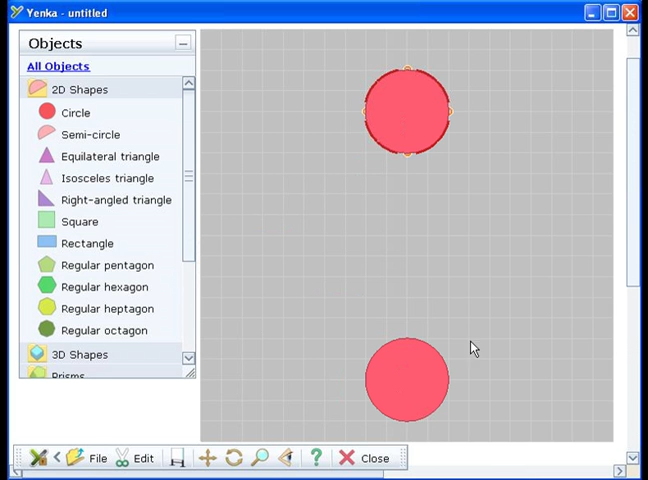 Yenka - untitled
Objects
All Objects
2D Shapes
Circle
Semi-circle
Equilateral triangle
Isosceles triangle
Right-angled triangle
Square
Rectangle
Regular pentagon
Regular hexagon
Regular heptagon
Regular octagon
3D Shapes
Prisms
File Edit ? Close